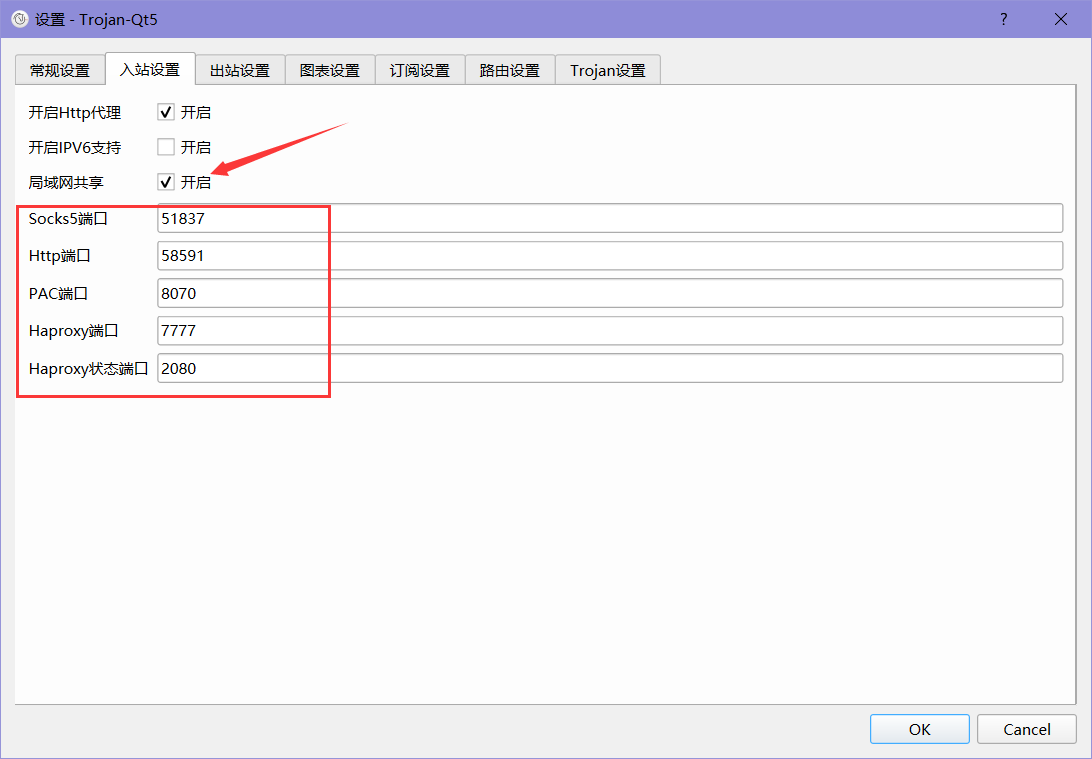 设置 - Trojan-Qt5
?
常规设置 入站设置 出站设置 图表设置 订阅设置 路由设置 Trojan设置
开启Http代理 开启
开启IPV6支持 开启
局域网共享 开启
Socks5端口 51837
Http端口 58591
PAC端口 8070
Haproxy端口 7777
Haproxy状态端口 2080
OK Cancel